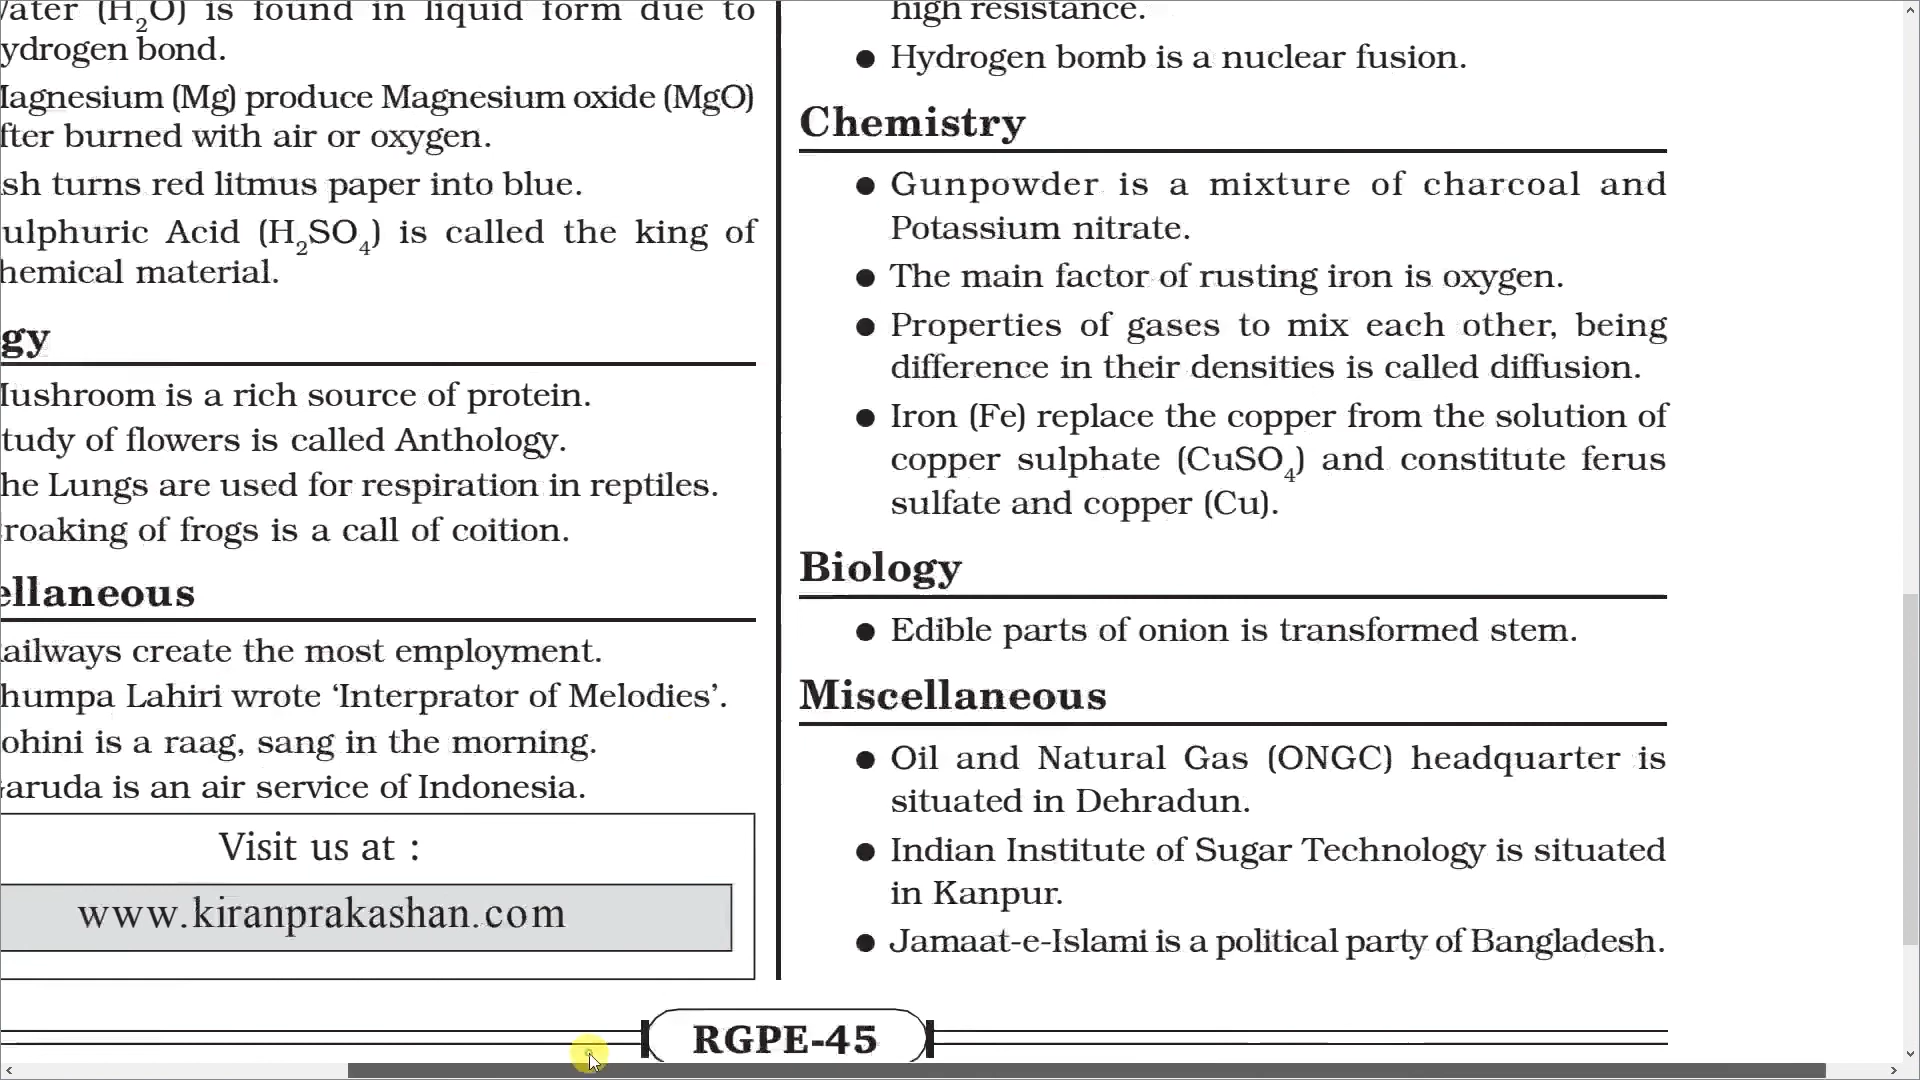 /ater (H2O) is found in liquid form due to
ydrogen bond.
Iagnesium (Mg) produce Magnesium oxide (MgO)
fter burned with air or oxygen.
sh turns red litmus paper into blue.
ulphuric Acid (H2SO4) is called the king of
hemical material.
gy
Iushroom is a rich source of protein.
tudy of flowers is called Anthology.
he Lungs are used for respiration in reptiles.
roaking of frogs is a call of coition.
ellaneous
ailways create the most employment.
humpa Lahiri wrote ‘Interprator of Melodies’.
ohini is a raag, sang in the morning.
aruda is an air service of Indonesia.
Visit us at :
www.kiranprakashan.com
high resistance.
● Hydrogen bomb is a nuclear fusion.
Chemistry
● Gunpowder is a mixture of charcoal and
Potassium nitrate.
● The main factor of rusting iron is oxygen.
● Properties of gases to mix each other, being
difference in their densities is called diffusion.
● Iron (Fe) replace the copper from the solution of
copper sulphate (CuSO4) and constitute ferus
sulfate and copper (Cu).
Biology
● Edible parts of onion is transformed stem.
Miscellaneous
● Oil and Natural Gas (ONGC) headquarter is
situated in Dehradun.
● Indian Institute of Sugar Technology is situated
in Kanpur.
● Jamaat-e-Islami is a political party of Bangladesh.
RGPE-45